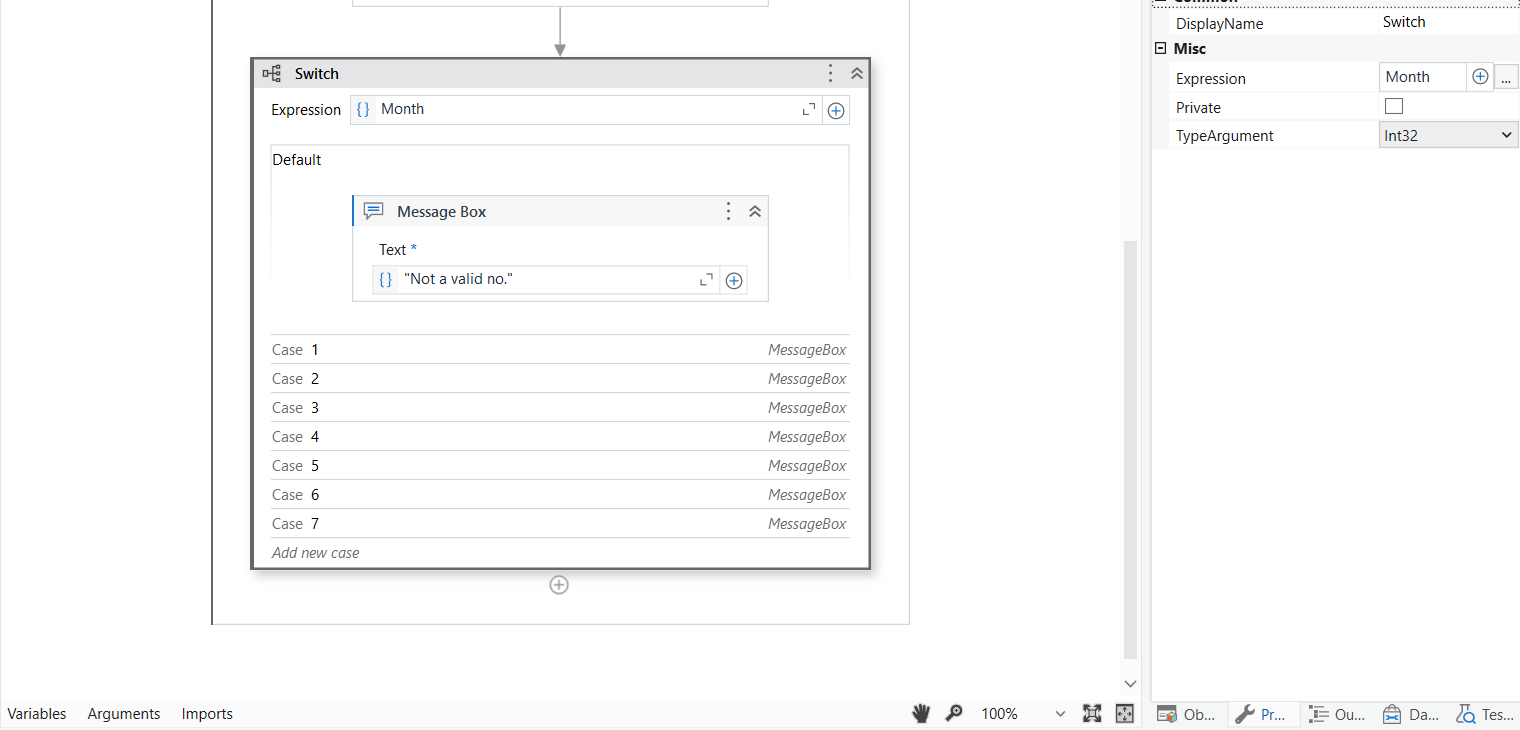 Common
DisplayName Switch
Misc
Expression Month ...
Private
TypeArgument Int32
Switch
Expression {} Month
Default
Message Box
Text *
{} "Not a valid no."
Case 1 MessageBox
Case 2 MessageBox
Case 3 MessageBox
Case 4 MessageBox
Case 5 MessageBox
Case 6 MessageBox
Case 7 MessageBox
Add new case
Variables Arguments Imports 100% Ob... Pr... Ou... Da... Tes...